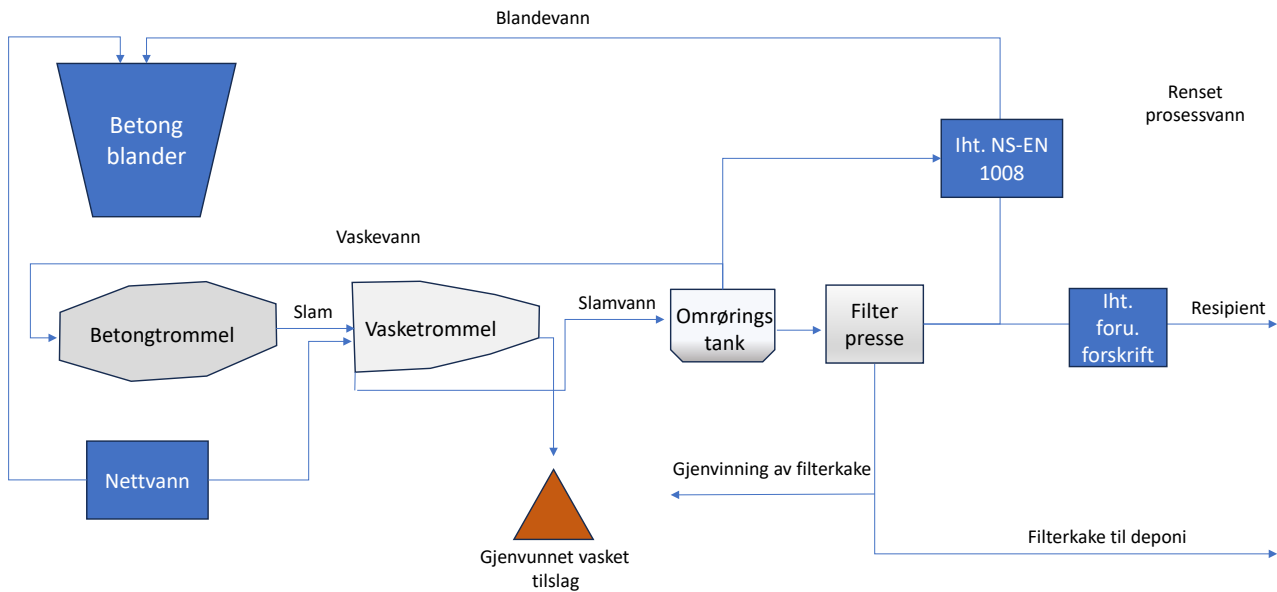 Blandevann
Betong
blander
Renset
prosessvann
Iht. NS-EN
1008
Vaskevann
Betongtrommel
Slam
Vasketrommel
Slamvann
Omrørings
tank
Filter
presse
Iht.
foru.
forskrift
Resipient
Nettvann
Gjenvinning av filterkake
Gjenvunnet vasket
tilslag
Filterkake til deponi